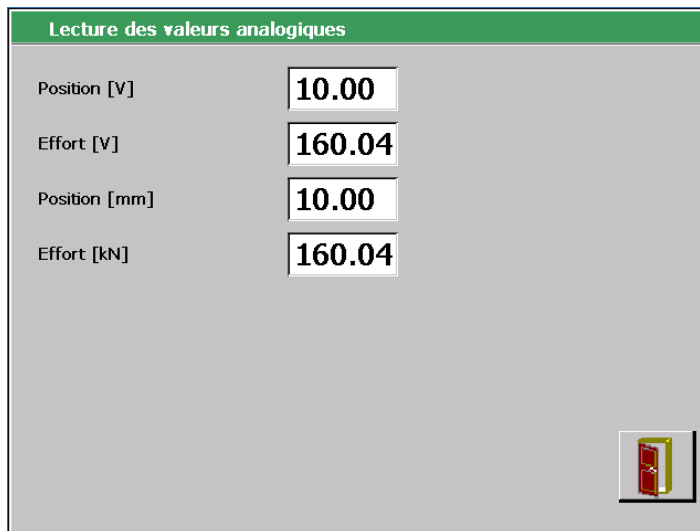 Lecture des valeurs analogiques
Position [V] 10.00
Effort [V] 160.04
Position [mm] 10.00
Effort [kN] 160.04